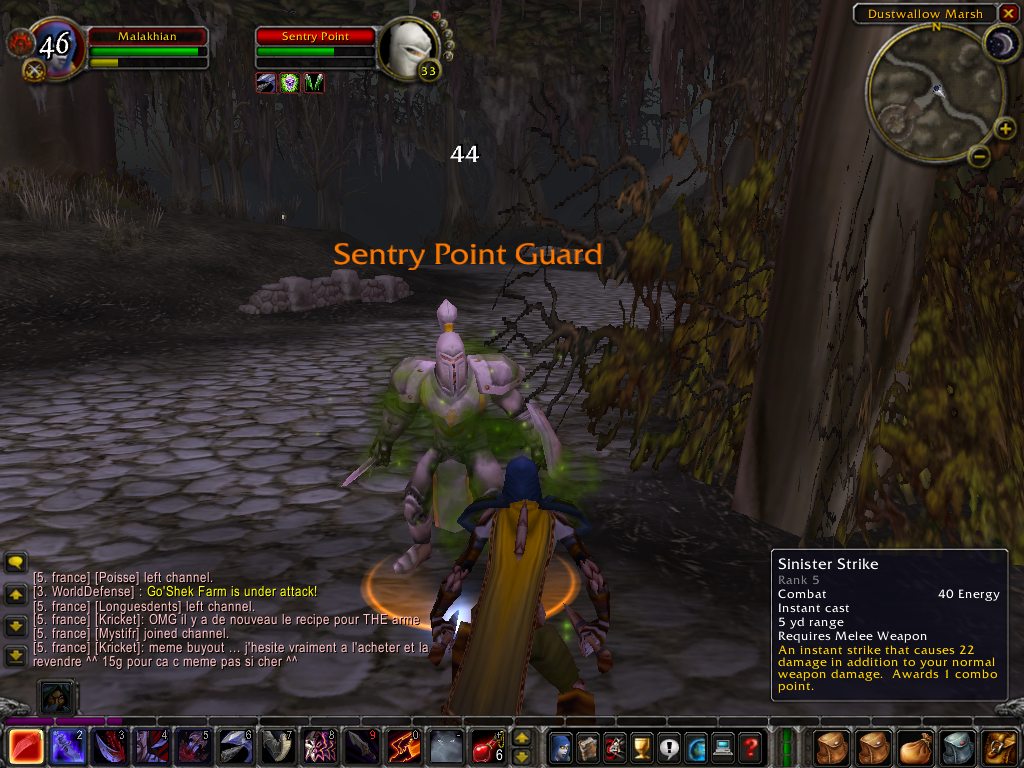 Dustwallow Marsh
46
Malakhian
Sentry Point
33
N
44
Sentry Point Guard
[5. france] [Poisse] left channel.
[3. WorldDefense] : Go'Shek Farm is under attack!
[5. france] [Longuesdents] left channel.
[5. france] [Kricket]: OMG il y a de nouveau le recipe pour THE arme
[5. france] [Mystifr] joined channel.
[5. france] [Kricket]: meme buyout ... j'hesite vraiment a l'acheter et la
revendre ^^ 15g pour ca c meme pas si cher ^^
Sinister Strike
Rank 5
Combat 40 Energy
Instant cast
5 yd range
Requires Melee Weapon
An instant strike that causes 22
damage in addition to your normal
weapon damage. Awards 1 combo
point.
2 3 4 5 6 7 8 9 0 - 6